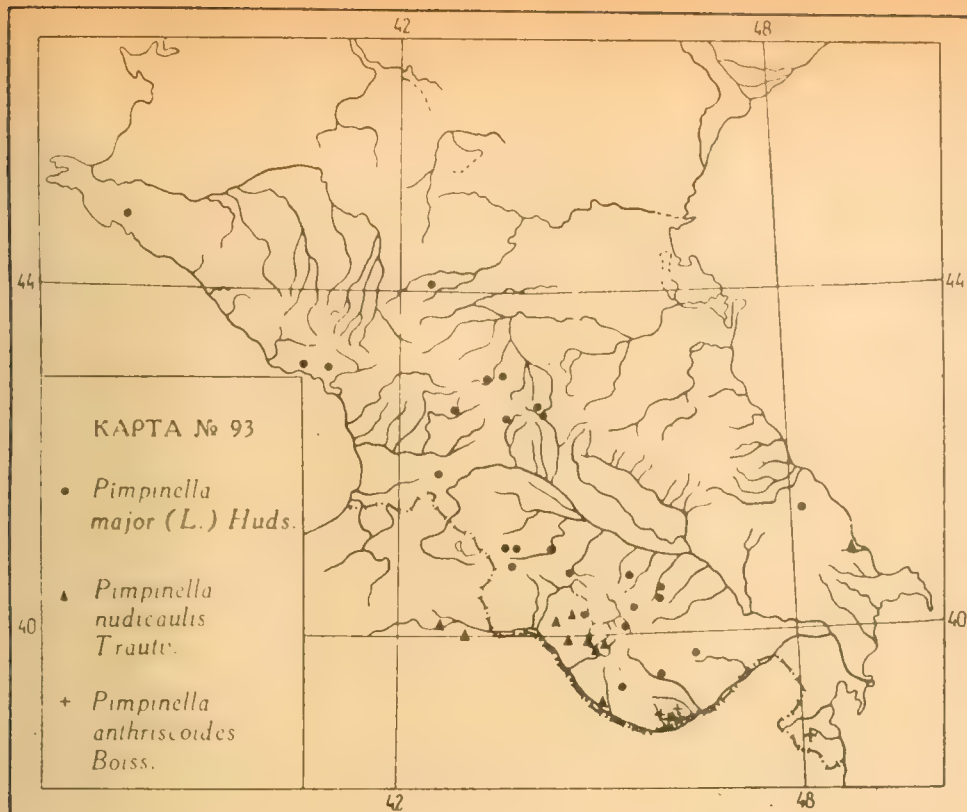 42 48
44 44
КАРТА № 93
Pimpinella
major (L.) Huds.
Pimpinella
nudicaulis
Trautv.
40 40
Pimpinella
anthriscoides
Boiss.
42 48